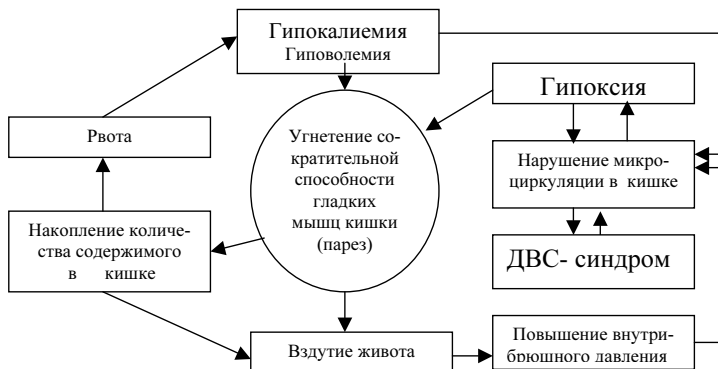 Гипокалиемия
Гиповолемия
Гипоксия
Рвота
Угнетение со-
кратительной
способности
гладких
мышц кишки
(парез)
Нарушение микро-
циркуляции в кишке
Накопление количе-
ства содержимого
в кишке
ДВС- синдром
Вздутие живота
Повышение внутри-
брюшного давления